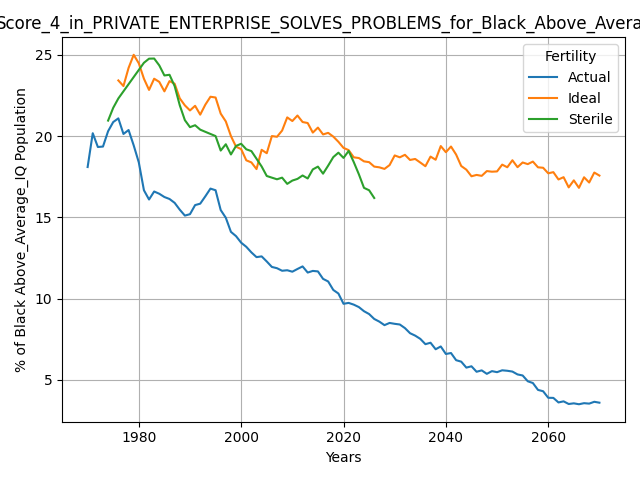 Score_4_in_PRIVATE_ENTERPRISE_SOLVES_PROBLEMS_for_Black_Above_Avera
25
20
15
10
5
% of Black Above_Average_IQ Population
Fertility
Actual
Ideal
Sterile
1980 2000 2020 2040 2060
Years